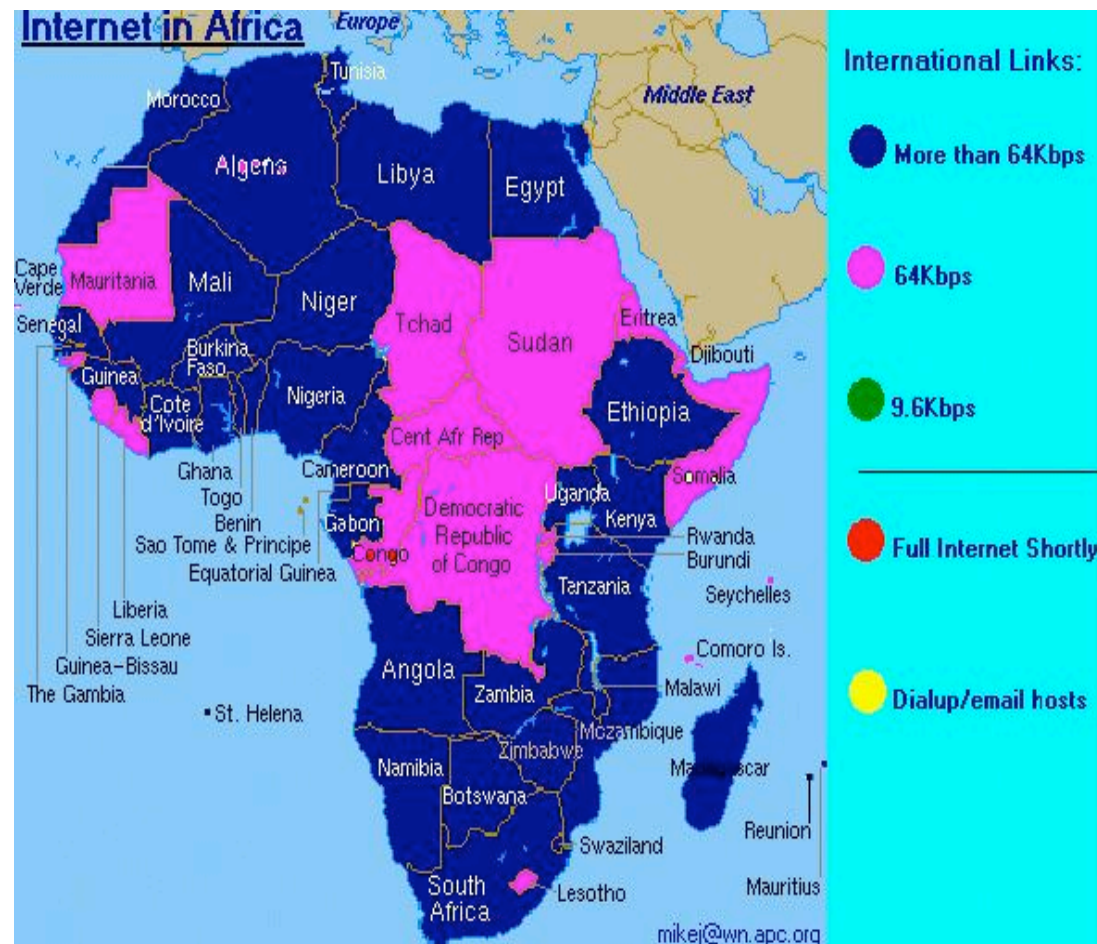 Internet in Africa
Europe
Tunisia
Middle East
Morocco
Algeria
Libya
Egypt
Cape
Verde
Mauritania
Mali
Niger
Tchad
Sudan
Eritrea
Senegal
Djibouti
Burkina
Faso
Guinea
Nigeria
Cote
d'Ivoire
Ethiopia
Cent Afr Rep
Ghana
Cameroon
Somalia
Togo
Uganda
Benin
Gabon
Democratic
Republic
of Congo
Kenya
Sao Tome & Principe
Congo
Rwanda
Equatorial Guinea
Burundi
Tanzania
Seychelles
Liberia
Sierra Leone
Guinea-Bissau
The Gambia
Comoro Is.
Angola
Zambia
Malawi
St. Helena
Mozambique
Zimbabwe
Namibia
Madagascar
Botswana
Reunion
Swaziland
South
Africa
Lesotho
Mauritius
mikej@wn.apc.org
International Links:
More than 64Kbps
64Kbps
9.6Kbps
Full Internet Shortly
Dialup/email hosts